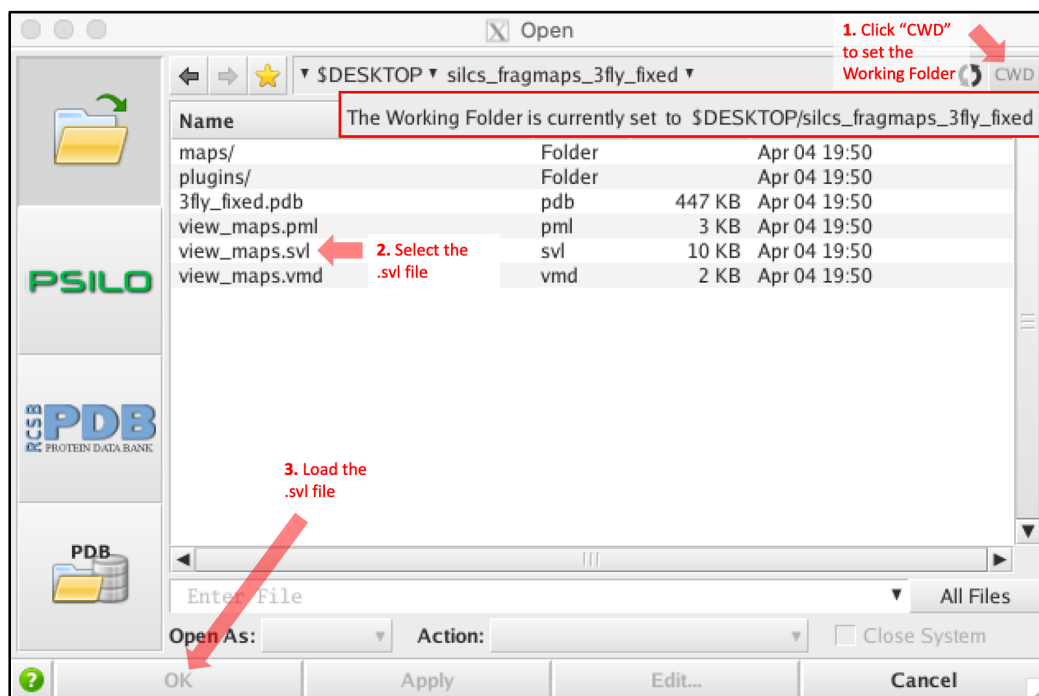 X Open
1. Click “CWD”
to set the
Working Folder
CWD
$DESKTOP silcs_fragmaps_3fly_fixed
Name
The Working Folder is currently set to $DESKTOP/silcs_fragmaps_3fly_fixed
maps/ Folder Apr 04 19:50
plugins/ Folder Apr 04 19:50
3fly_fixed.pdb pdb 447 KB Apr 04 19:50
view_maps.pml pml 3 KB Apr 04 19:50
view_maps.svl svl 10 KB Apr 04 19:50
view_maps.vmd vmd 2 KB Apr 04 19:50
2. Select the
.svl file
PSILO
RCSB PDB
PROTEIN DATA BANK
3. Load the
.svl file
PDB
Enter File All Files
Open As: Action: Close System
? OK Apply Edit... Cancel